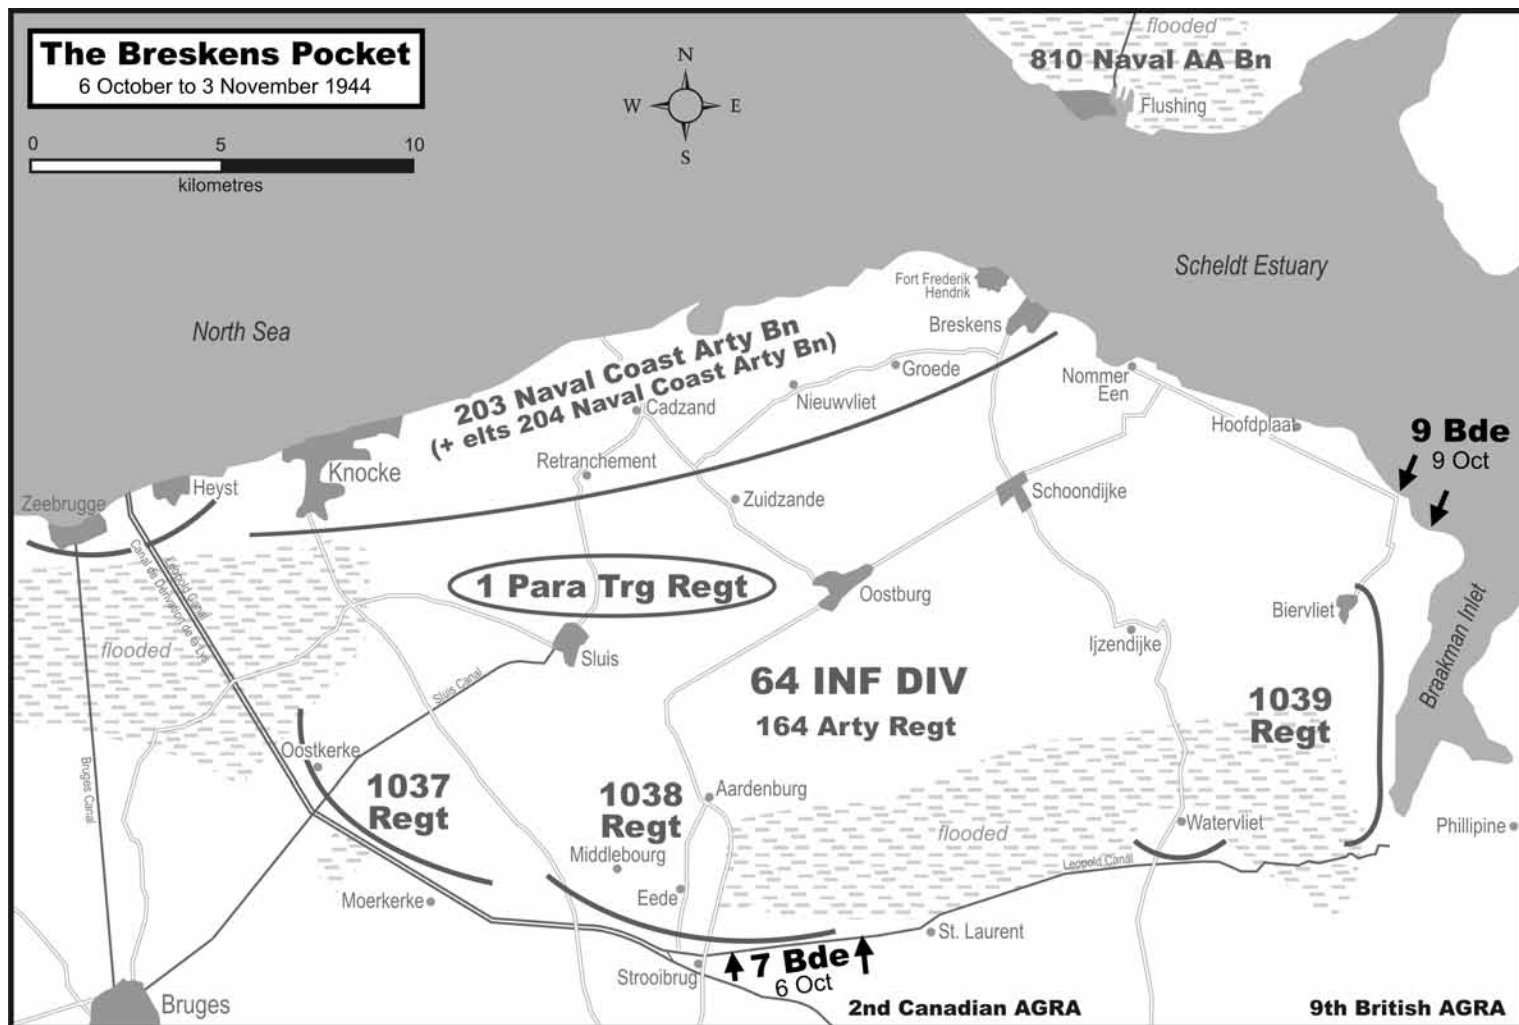 The Breskens Pocket
6 October to 3 November 1944
0 5 10
kilometres
N
W E
S
flooded
810 Naval AA Bn
Flushing
Scheldt Estuary
North Sea
Fort Frederik
Hendrik
Breskens
203 Naval Coast Arty Bn
(+ elts 204 Naval Coast Arty Bn)
Groede
Nieuwvliet
Cadzand
Nommer
Een
Hoofdplaat
9 Bde
9 Oct
Retranchement
Knocke
Heyst
Zeebrugge
Zuidzande
Schoondijke
Leopold Canal
Canal de Dérivation de la Lys
1 Para Trg Regt
Oostburg
Biervliet
Braakman Inlet
flooded
Sluis
Ijzendijke
Sluis Canal
64 INF DIV
164 Arty Regt
1039
Regt
Oostkerke
Bruges Canal
1037
Regt
1038
Regt
Aardenburg
flooded
Watervliet
Phillipine
Middlebourg
Leopold Canal
Eede
Moerkerke
St. Laurent
Strooibrug
7 Bde
6 Oct
Bruges
2nd Canadian AGRA
9th British AGRA